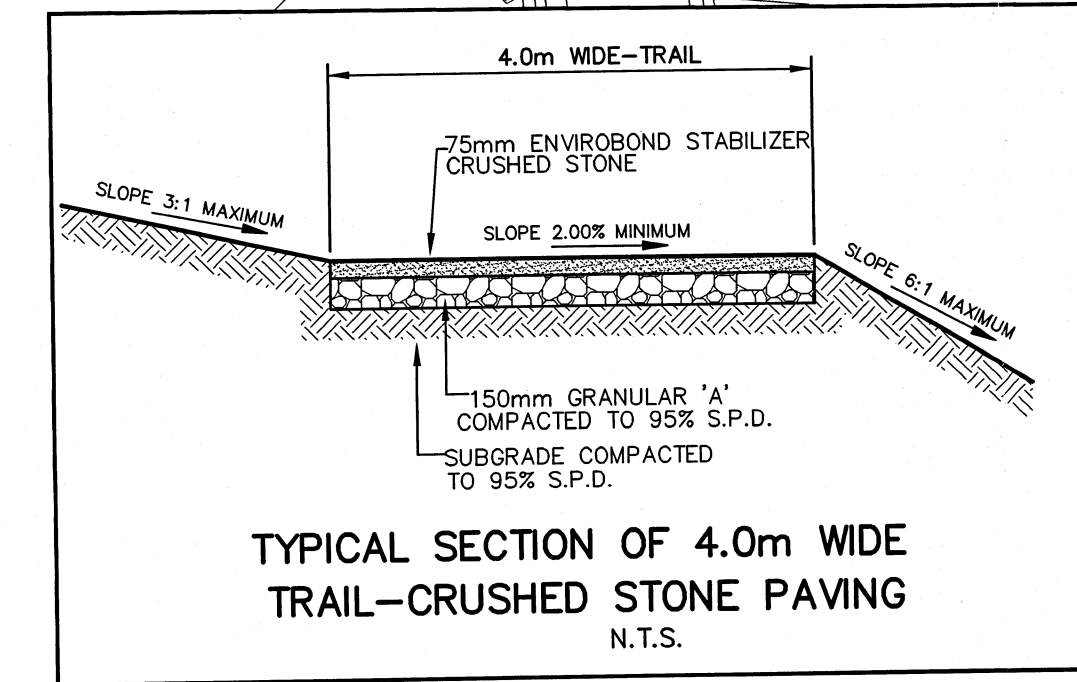 4.0m WIDE-TRAIL
75mm ENVIROBOND STABILIZER
CRUSHED STONE
SLOPE 3:1 MAXIMUM
SLOPE 2.00% MINIMUM
SLOPE 6:1 MAXIMUM
150mm GRANULAR 'A'
COMPACTED TO 95% S.P.D.
SUBGRADE COMPACTED
TO 95% S.P.D.
TYPICAL SECTION OF 4.0m WIDE
TRAIL-CRUSHED STONE PAVING
N.T.S.